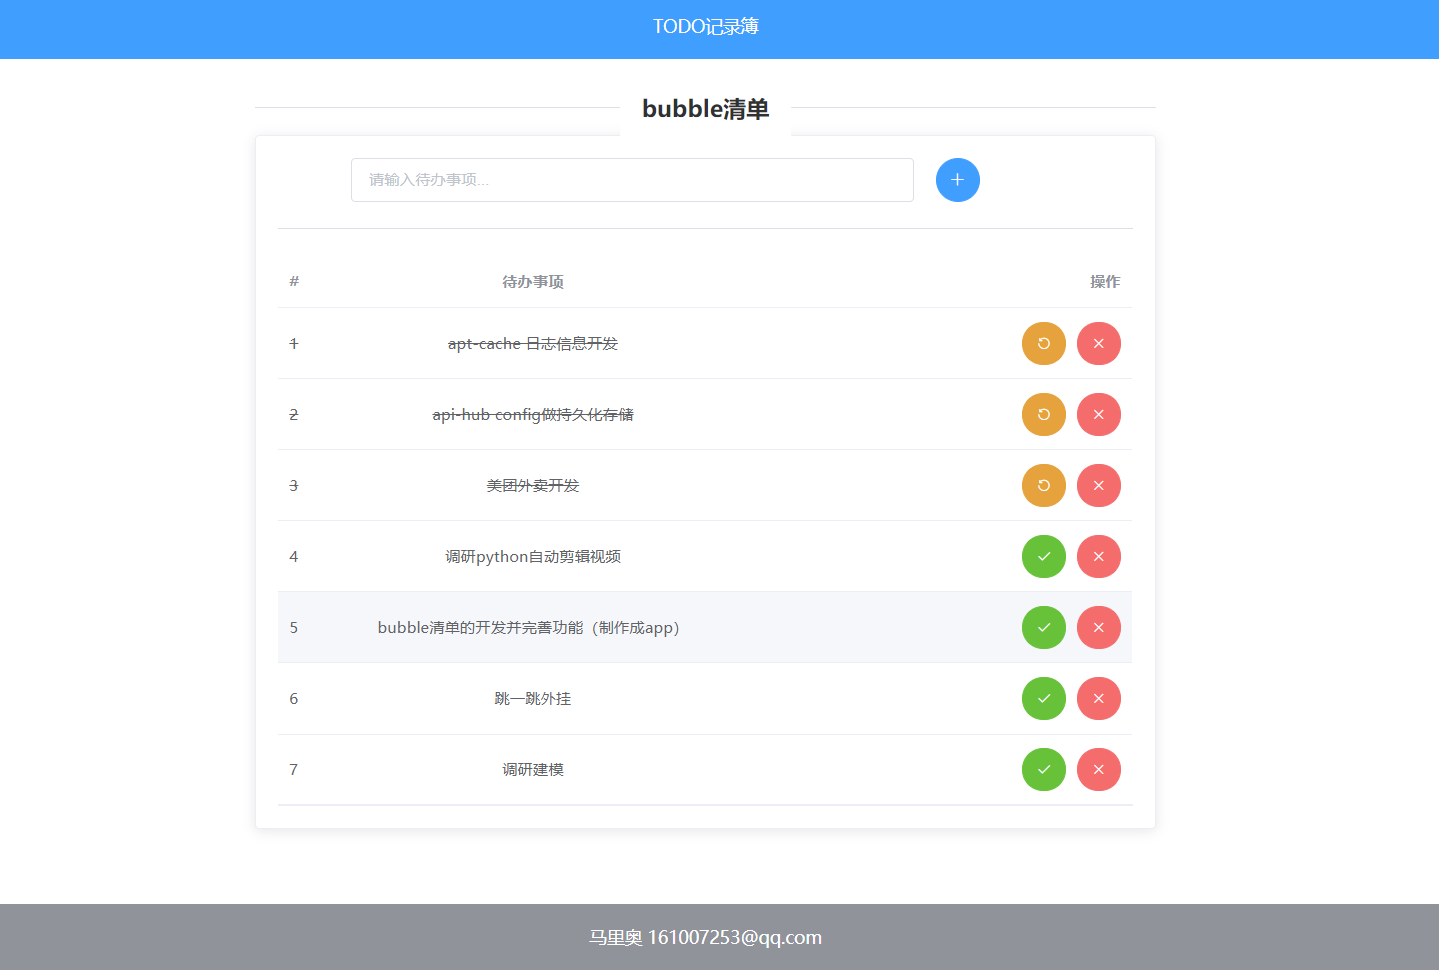 TODO记录簿
bubble清单
请输入待办事项...
# 待办事项 操作
1 apt-cache 日志信息开发
2 api-hub config做持久化存储
3 美团外卖开发
4 调研python自动剪辑视频
5 bubble清单的开发并完善功能（制作成app）
6 跳一跳外挂
7 调研建模
马里奥 161007253@qq.com